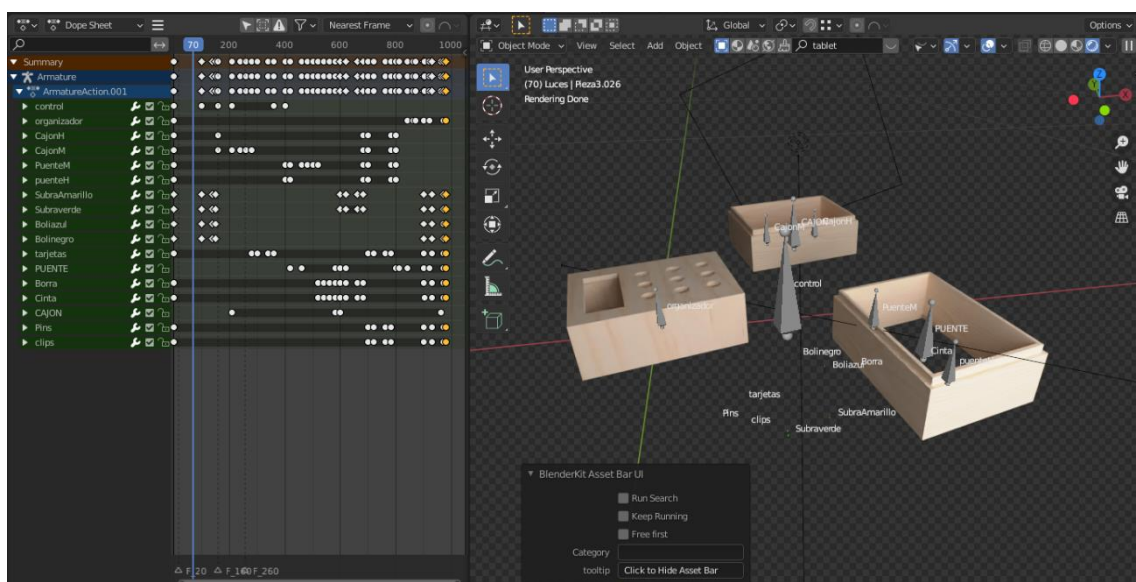 Dope Sheet
Nearest Frame
70 200 400 600 800 1000
Summary
Armature
ArmatureAction.001
control
organizador
CajonH
CajonM
PuenteM
puenteH
SubraAmarillo
Subraverde
Boliazul
Bolinegro
tarjetas
PUENTE
Borra
Cinta
CAJON
Pins
clips
F_20 F_160 F_260
Global
Options
Object Mode View Select Add Object tablet
User Perspective
(70) Luces | Pieza3.026
Rendering Done
Z
X
CajonM CAJON CajonH
control
organizador
PuenteM
PUENTE
Bolinegro
Cinta
Boliazul
Borra
tarjetas
Pins
clips
SubraAmarillo
Subraverde
BlenderKit Asset Bar UI
Run Search
Keep Running
Free first
Category
tooltip Click to Hide Asset Bar